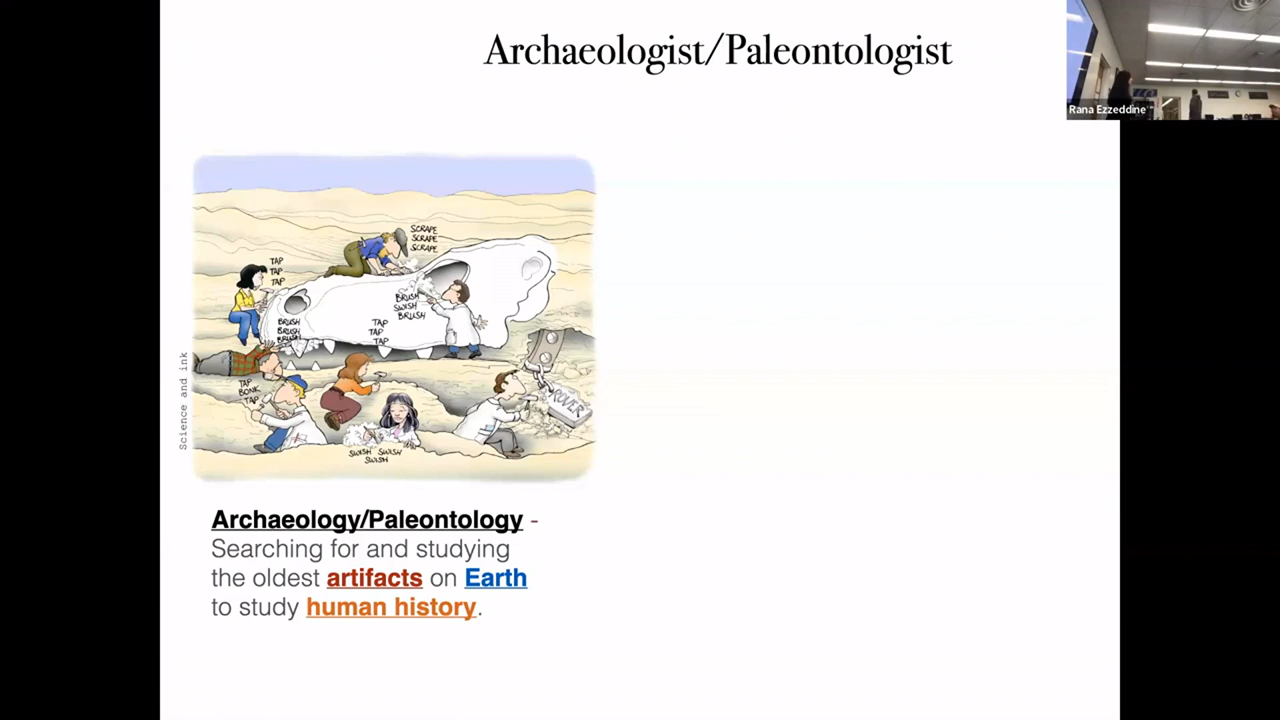 Archaeologist/Paleontologist
Rana Ezzeddine
SCRAPE
SCRAPE
SCRAPE
TAP
TAP
TAP
BRUSH
SWISH
BRUSH
BRUSH
BRUSH
BRUSH
TAP
TAP
TAP
TAP
BONK
TAP
ROVER
SWISH SWISH
SWISH
Science and ink
Archaeology/Paleontology -
Searching for and studying
the oldest artifacts on Earth
to study human history.